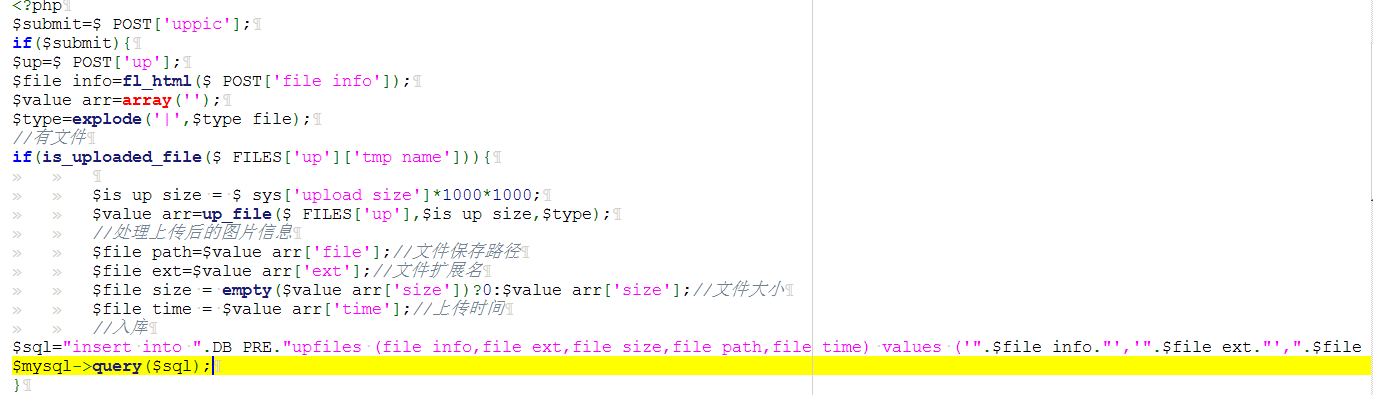 <?php¶
$submit=$ POST['uppic'];¶
if($submit){¶
$up=$ POST['up'];¶
$file info=fl_html($ POST['file info']);¶
$value arr=array('');¶
$type=explode('|',$type file);¶
//有文件¶
if(is_uploaded_file($ FILES['up']['tmp name'])){¶
» » ¶
» » $is up size = $ sys['upload size']*1000*1000;¶
» » $value arr=up_file($ FILES['up'],$is up size,$type);¶
» » //处理上传后的图片信息¶
» » $file path=$value arr['file'];//文件保存路径¶
» » $file ext=$value arr['ext'];//文件扩展名¶
» » $file size = empty($value arr['size'])?0:$value arr['size'];//文件大小¶
» » $file time = $value arr['time'];//上传时间¶
» » //入库¶
$sql="insert into ".DB PRE."upfiles (file info,file ext,file size,file path,file time) values ('".$file info."','".$file ext."',".$file
$mysql->query($sql);¶
}¶